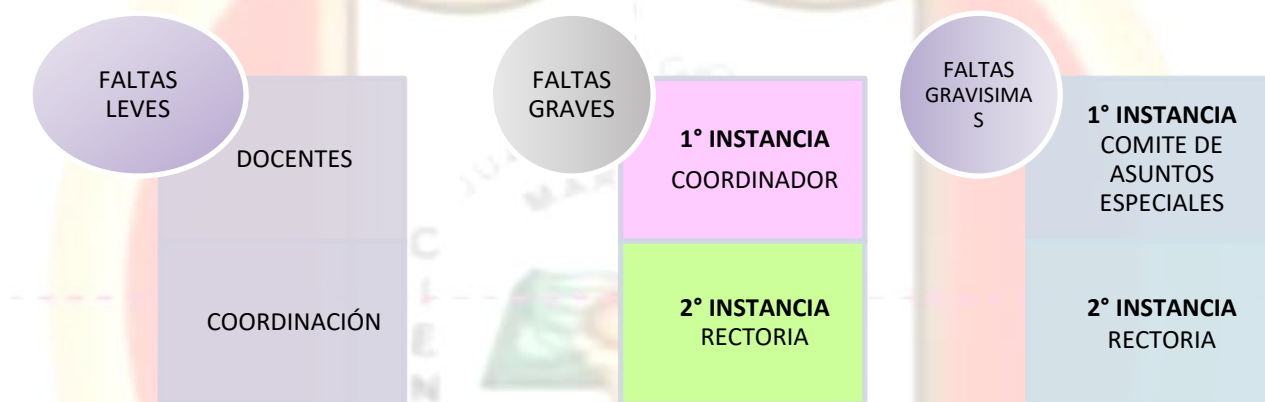 FALTAS
LEVES
DOCENTES
COORDINACIÓN
FALTAS
GRAVES
1° INSTANCIA
COORDINADOR
2° INSTANCIA
RECTORIA
FALTAS
GRAVISIMA
S
1° INSTANCIA
COMITE DE
ASUNTOS
ESPECIALES
2° INSTANCIA
RECTORIA
C
I
E
N